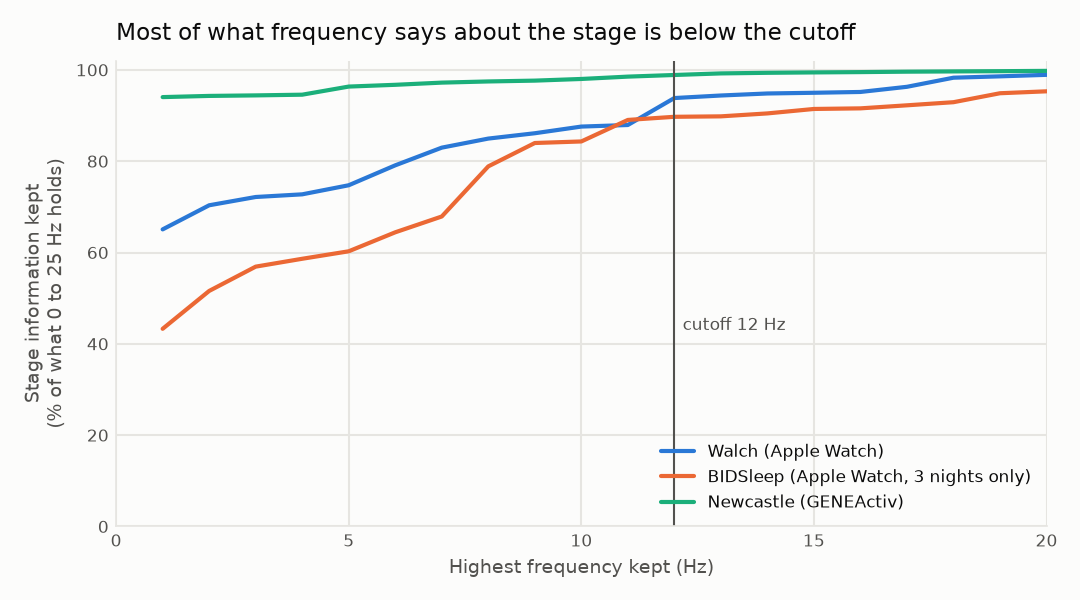 Most of what frequency says about the stage is below the cutoff
Stage information kept
(% of what 0 to 25 Hz holds)
100
80
60
40
20
0
cutoff 12 Hz
Walch (Apple Watch)
BIDSleep (Apple Watch, 3 nights only)
Newcastle (GENEActiv)
0 5 10 15 20
Highest frequency kept (Hz)